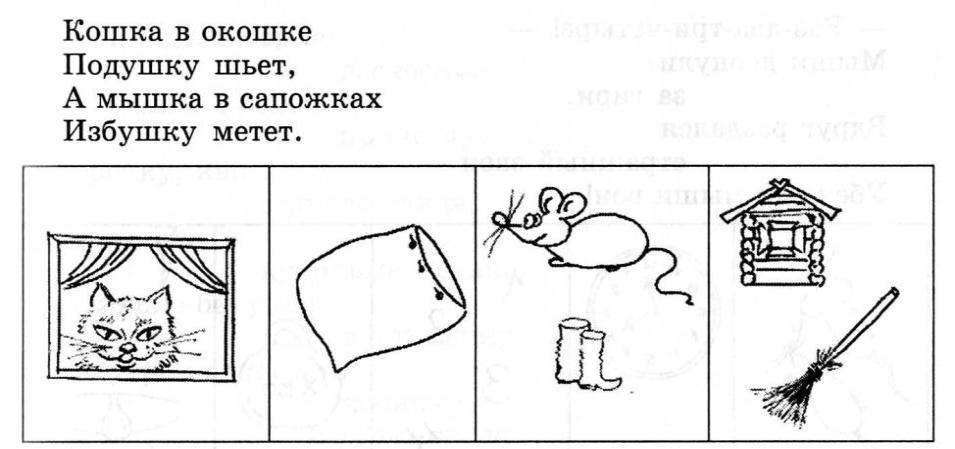 Кошка в окошке
Подушку шьет,
А мышка в сапожках
Избушку метет.